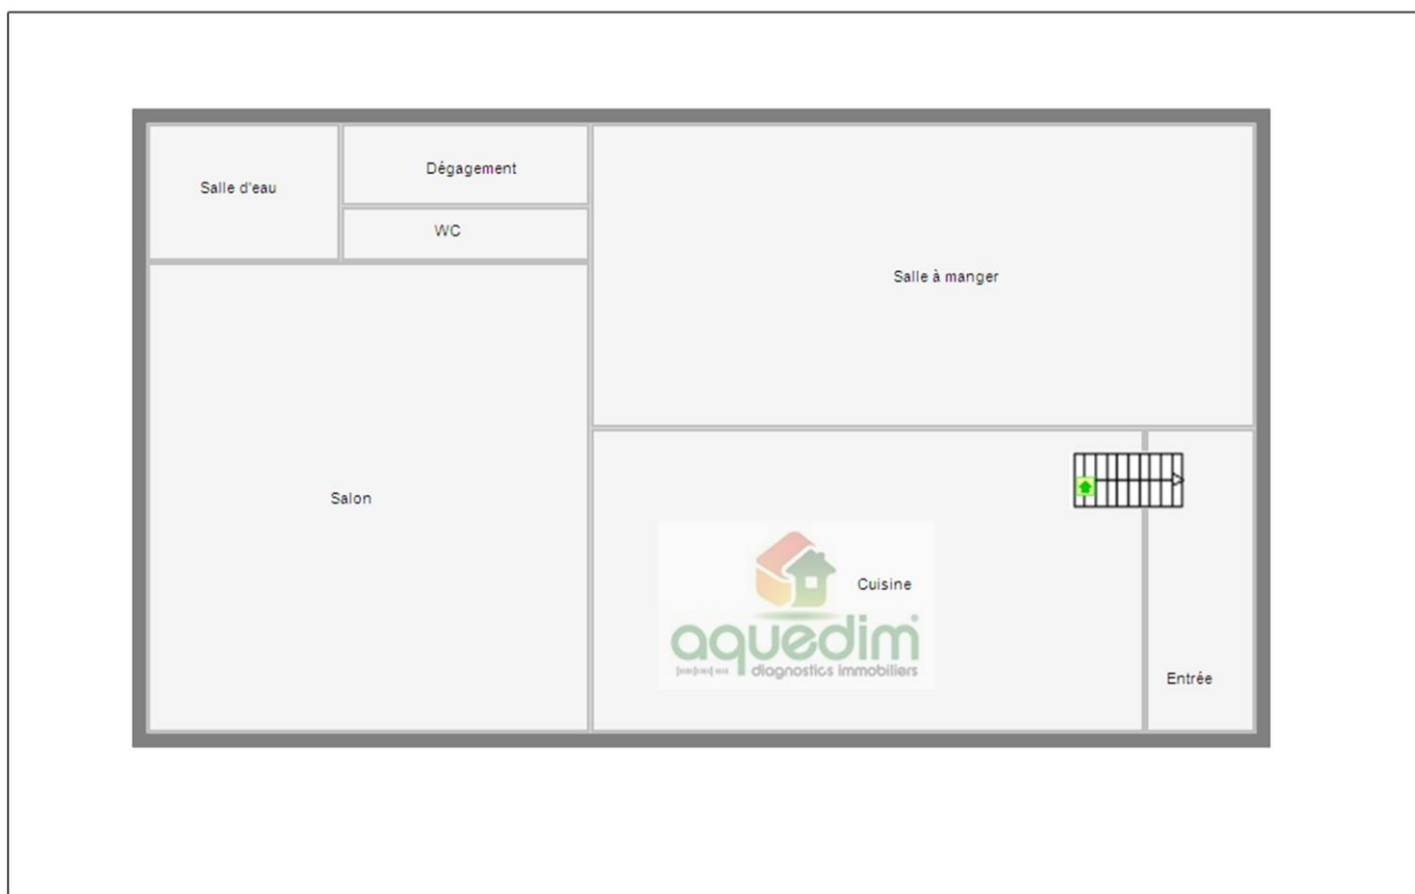 Salle d'eau
Dégagement
WC
Salle à manger
Salon
Cuisine
aquedim
diagnostics immobiliers
Entrée